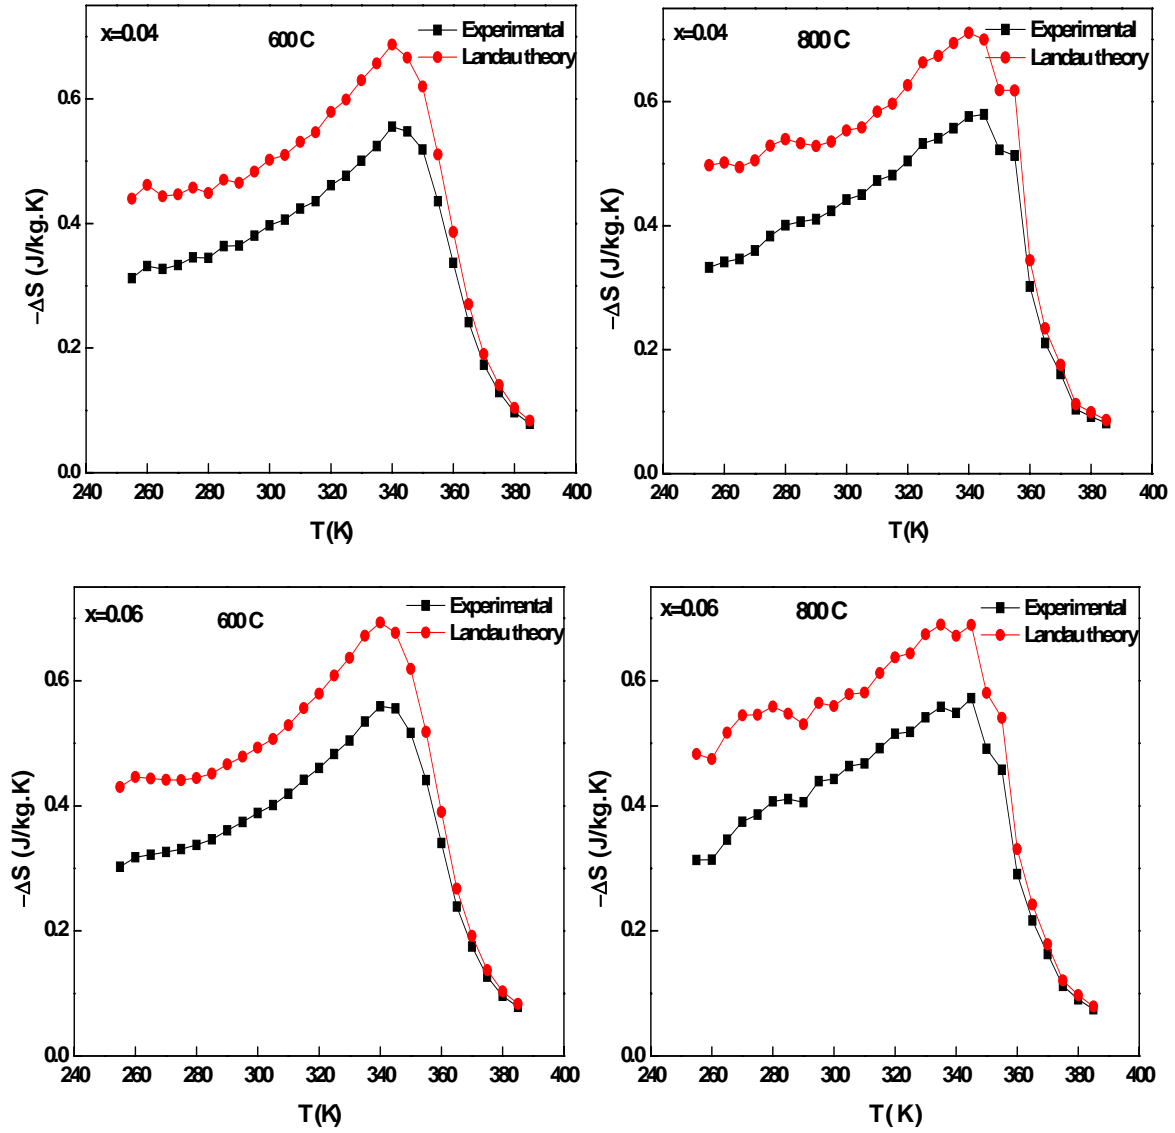 x=0.04
600 C
Experimental
Landau theory
0.6
0.4
0.2
0.0
−ΔS (J/kg.K)
240 260 280 300 320 340 360 380 400
T (K)
x=0.04
800 C
Experimental
Landau theory
0.6
0.4
0.2
0.0
−ΔS (J/kg.K)
240 260 280 300 320 340 360 380 400
T (K)
x=0.06
600 C
Experimental
Landau theory
0.6
0.4
0.2
0.0
−ΔS (J/kg.K)
240 260 280 300 320 340 360 380 400
T (K)
x=0.06
800 C
Experimental
Landau theory
0.6
0.4
0.2
0.0
−ΔS (J/kg.K)
240 260 280 300 320 340 360 380 400
T ( K)